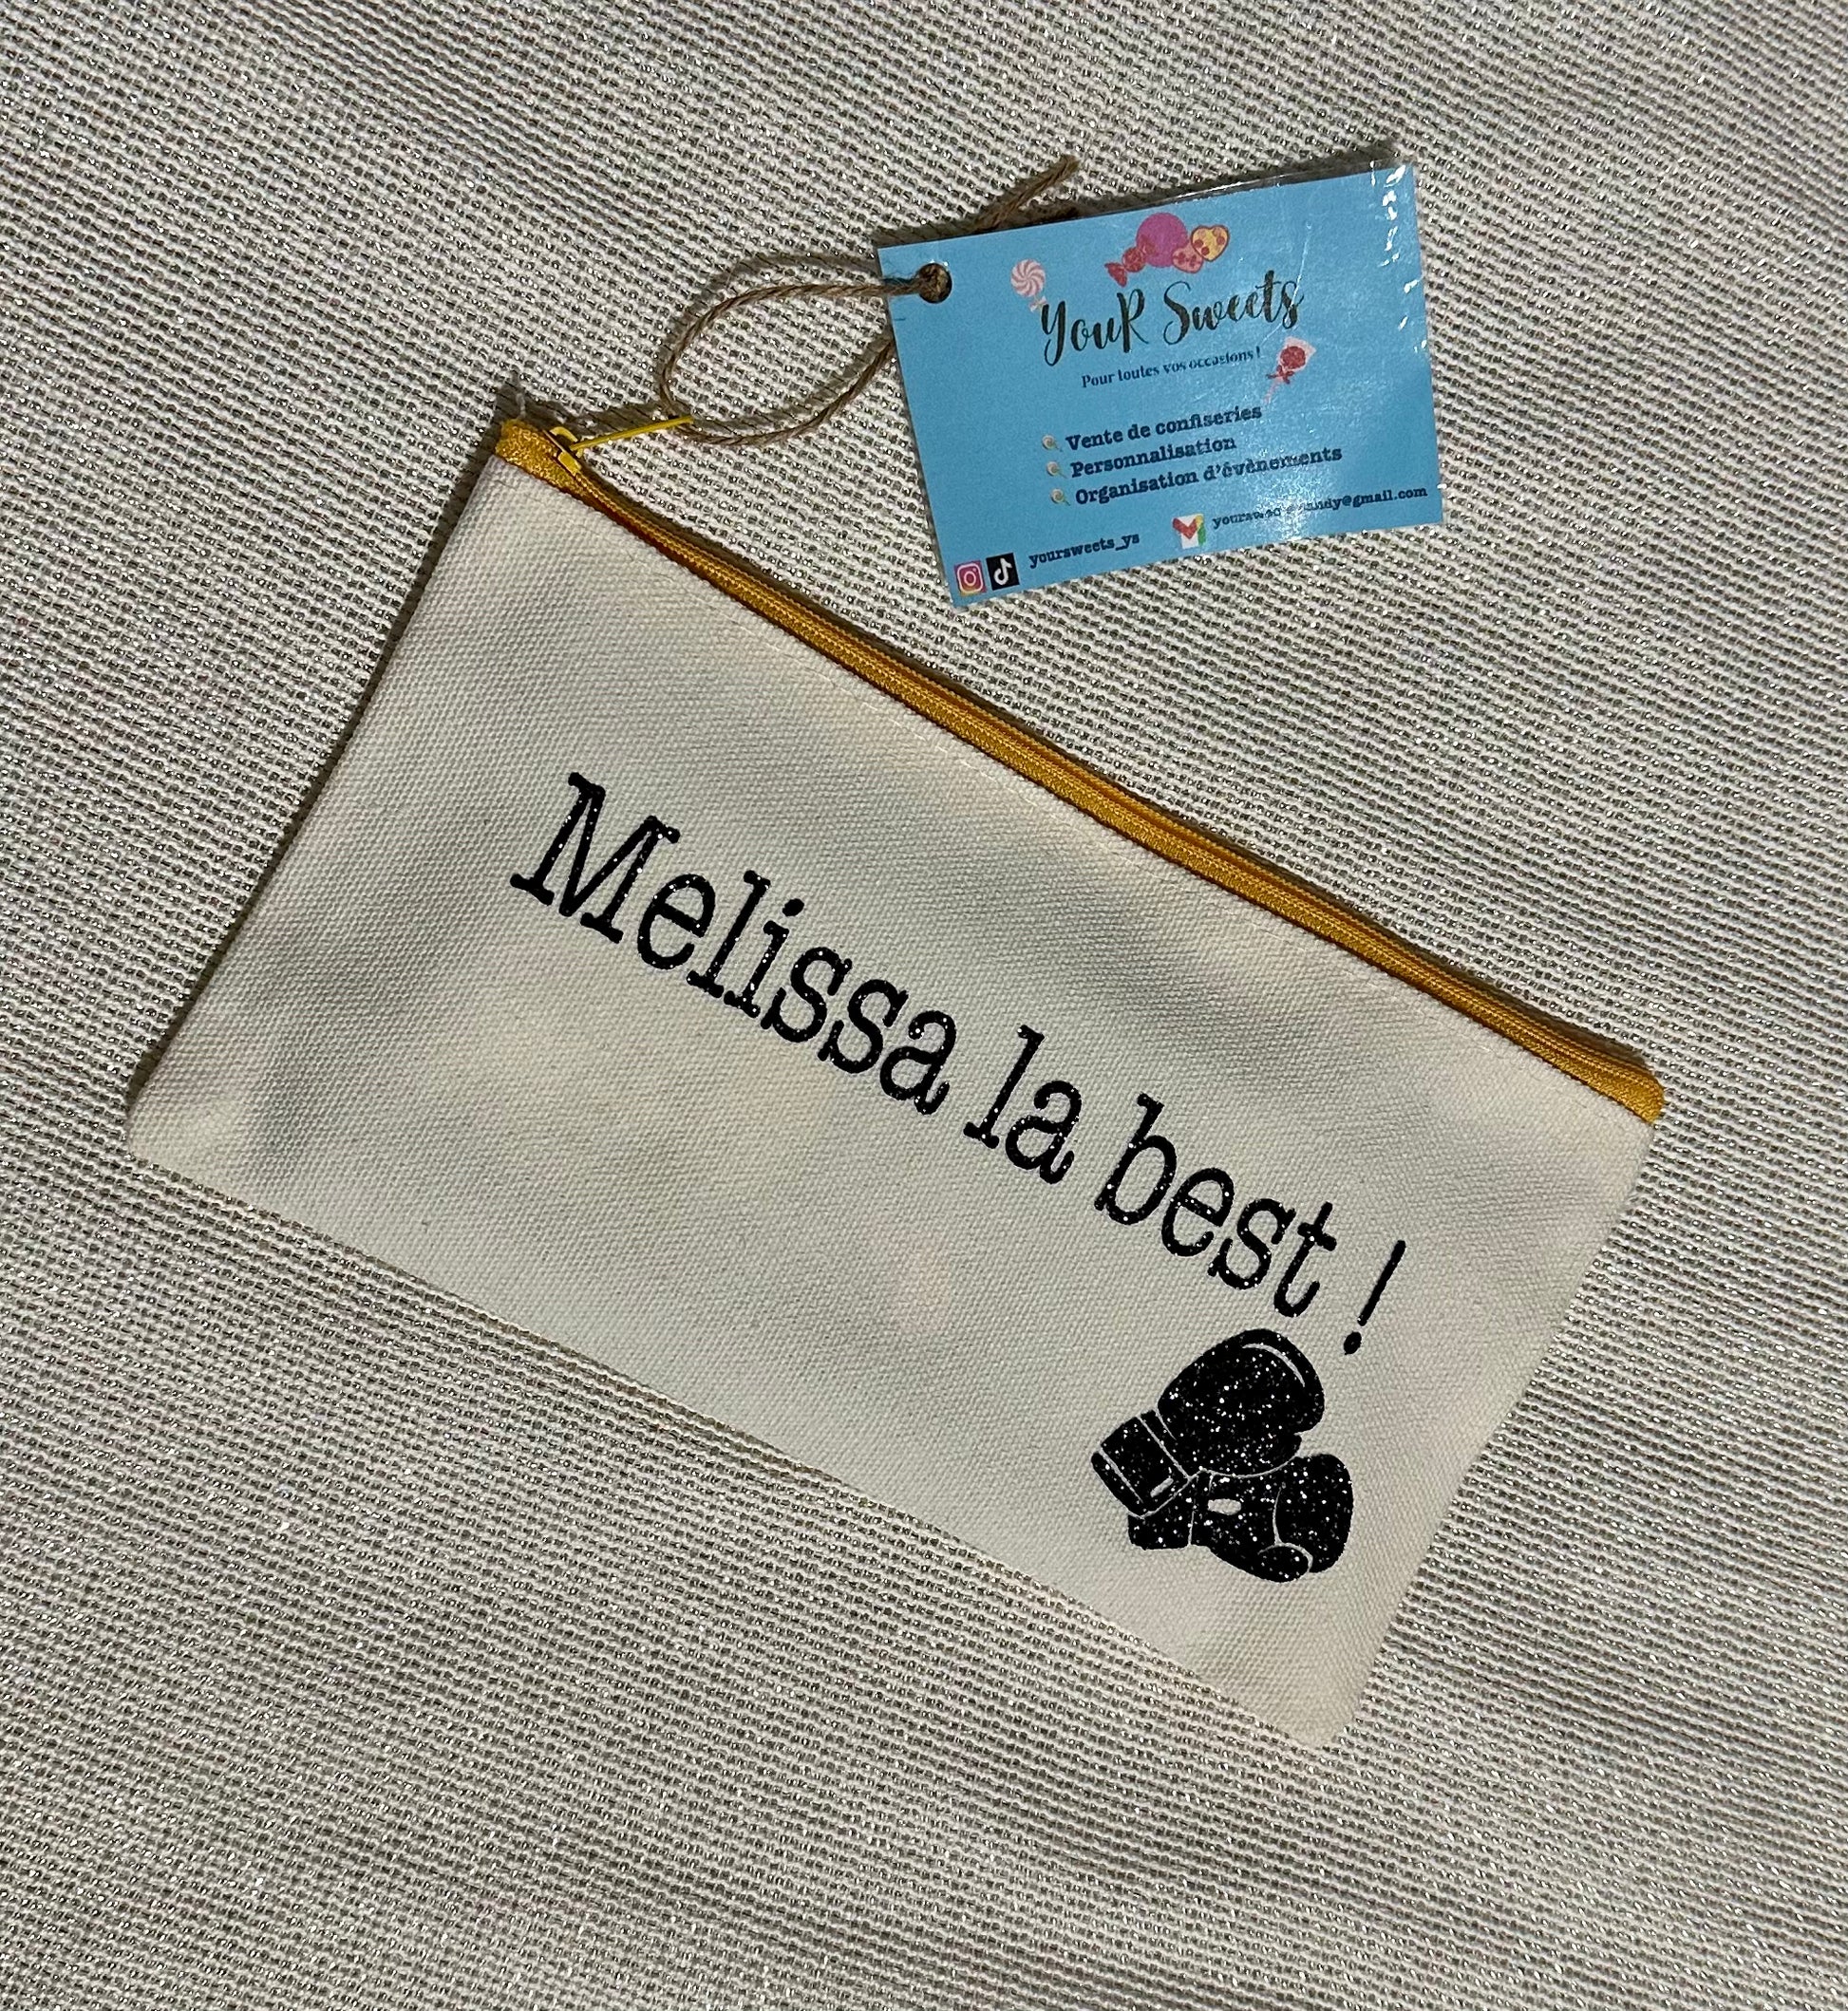 YouR Sweets
Pour toutes vos occasions !
Vente de confiseries
Personnalisation
Organisation d'évènements
yoursweets_ys
Melissa la best !